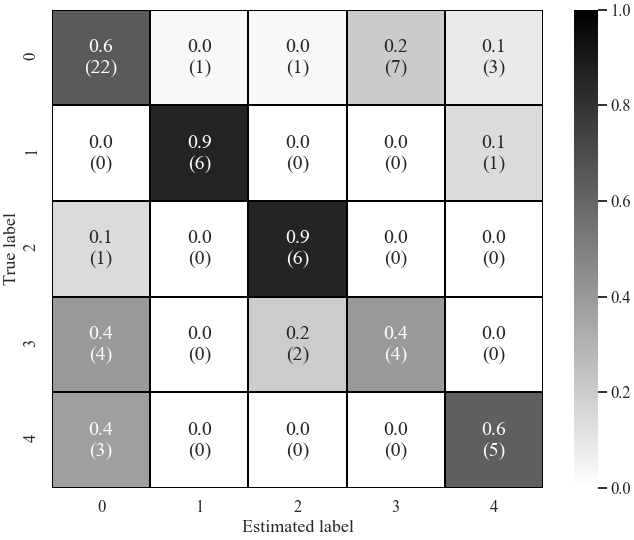 0.6 0.0 0.0 0.2 0.1
(22) (1) (1) (7) (3)
0
0.0 0.9 0.0 0.0 0.1
(0) (6) (0) (0) (1)
1
0.1 0.0 0.9 0.0 0.0
(1) (0) (6) (0) (0)
2
0.4 0.0 0.2 0.4 0.0
(4) (0) (2) (4) (0)
3
0.4 0.0 0.0 0.0 0.6
(3) (0) (0) (0) (5)
4
True label
0 1 2 3 4
Estimated label
1.0
0.8
0.6
0.4
0.2
0.0